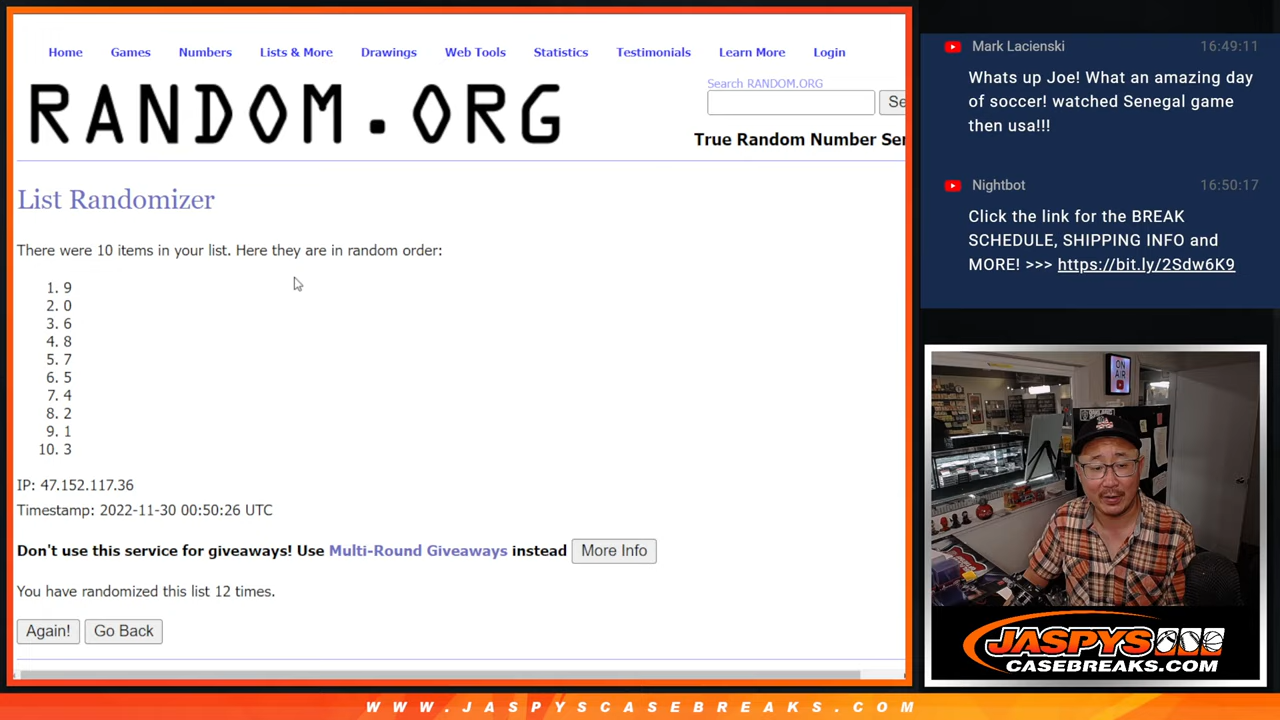 Home Games Numbers Lists & More Drawings Web Tools Statistics Testimonials Learn More Login
RANDOM.ORG
Search RANDOM.ORG
Se
True Random Number Ser
List Randomizer
There were 10 items in your list. Here they are in random order:
1. 9
2. 0
3. 6
4. 8
5. 7
6. 5
7. 4
8. 2
9. 1
10. 3
IP: 47.152.117.36
Timestamp: 2022-11-30 00:50:26 UTC
Don't use this service for giveaways! Use Multi-Round Giveaways instead More Info
You have randomized this list 12 times.
Again! Go Back
Mark Lacienski 16:49:11
Whats up Joe! What an amazing day
of soccer! watched Senegal game
then usa!!!
Nightbot 16:50:17
Click the link for the BREAK
SCHEDULE, SHIPPING INFO and
MORE! >>> https://bit.ly/2Sdw6K9
ON
AIR
JASPYS
CASEBREAKS.COM
WWW.JASPYSCASEBREAKS.COM